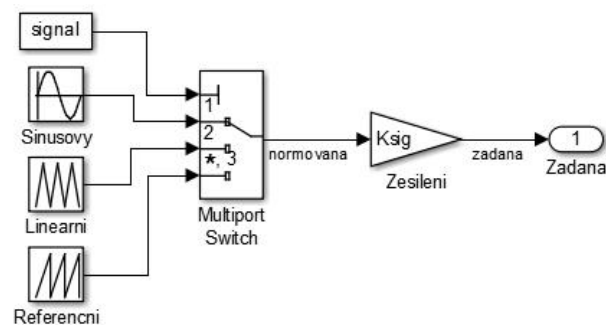 signal
Sinusovy
Linearni
Referencni
1
2
*, 3
Multiport
Switch
normovana
Ksig
Zesileni
zadana
1
Zadana